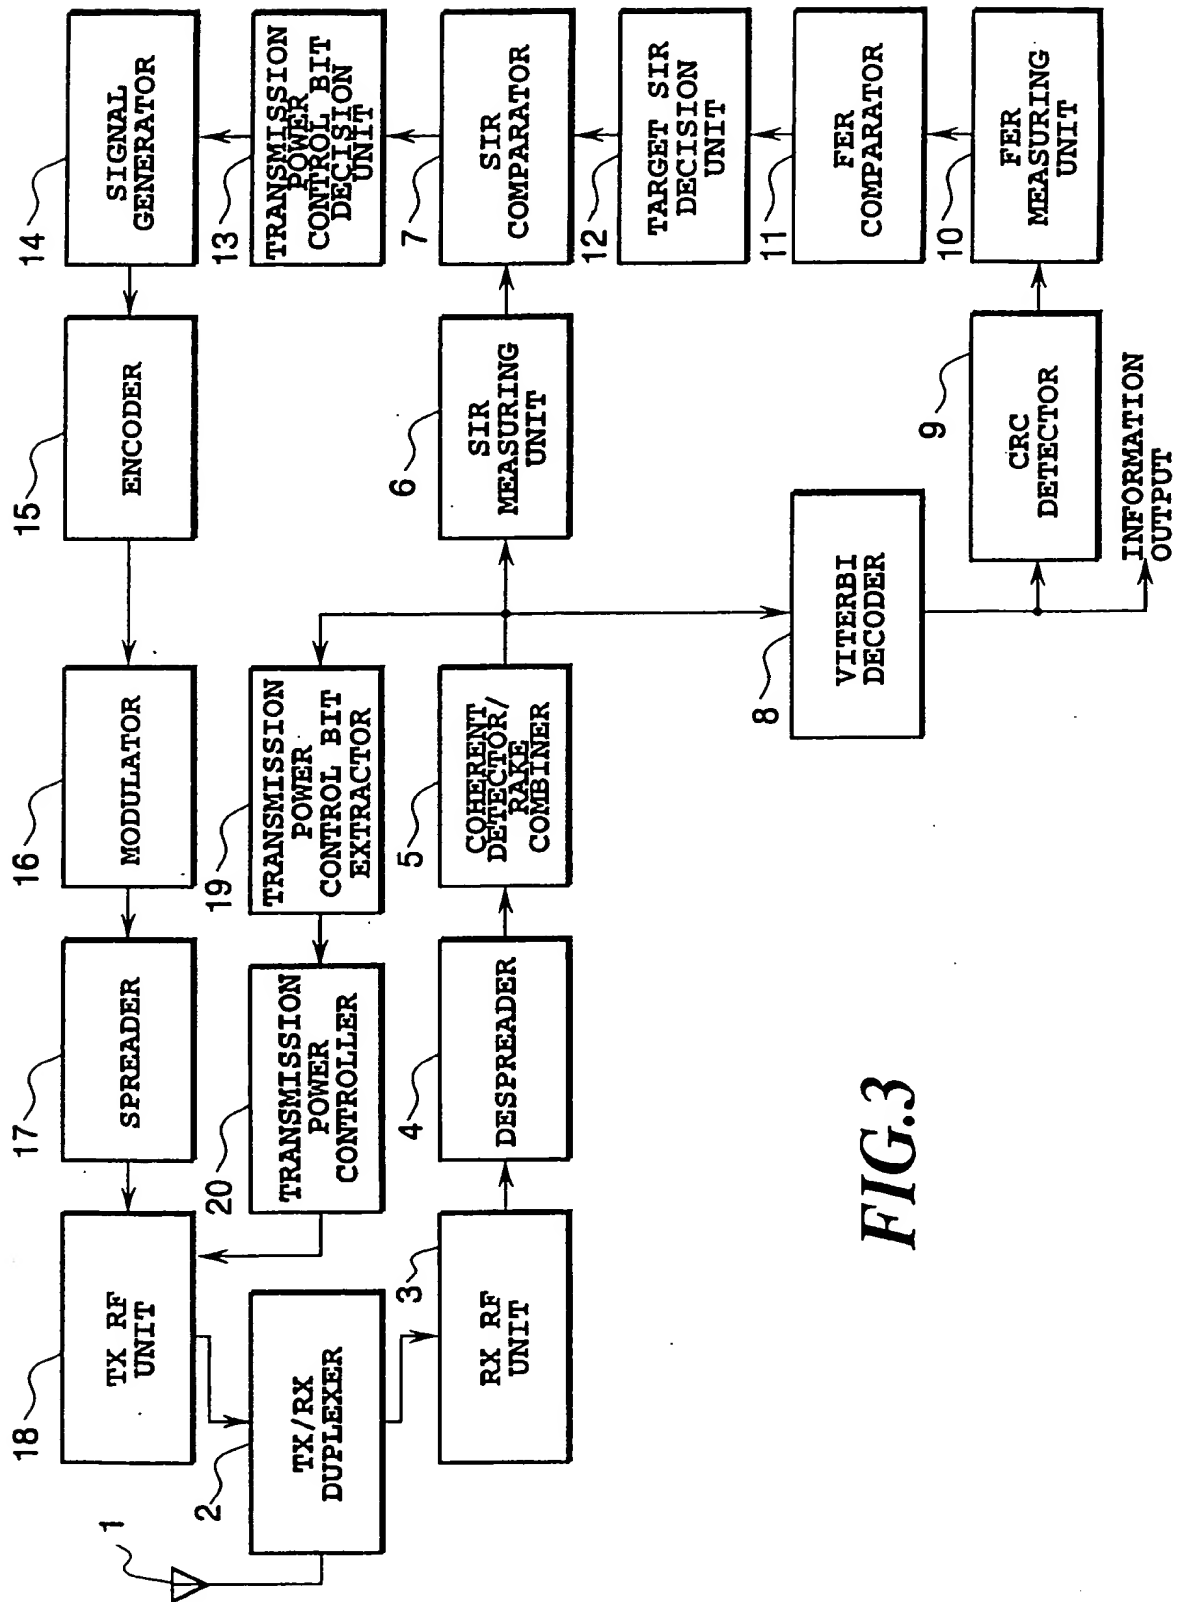 1
TX/RX
DUPLEXER
2
TX RF
UNIT
18
SPREADER
17
MODULATOR
16
ENCODER
15
SIGNAL
GENERATOR
14
TRANSMISSION
POWER
CONTROLLER
20
TRANSMISSION
POWER
CONTROL BIT
EXTRACTOR
19
TRANSMISSION
POWER
CONTROL BIT
DECISION
UNIT
13
RX RF
UNIT
3
DESPREADER
4
COHERENT
DETECTOR/
RAKE
COMBINER
5
SIR
MEASURING
UNIT
6
SIR
COMPARATOR
7
TARGET SIR
DECISION
UNIT
12
VITERBI
DECODER
8
FER
COMPARATOR
11
CRC
DETECTOR
9
FER
MEASURING
UNIT
10
INFORMATION
OUTPUT
FIG.3